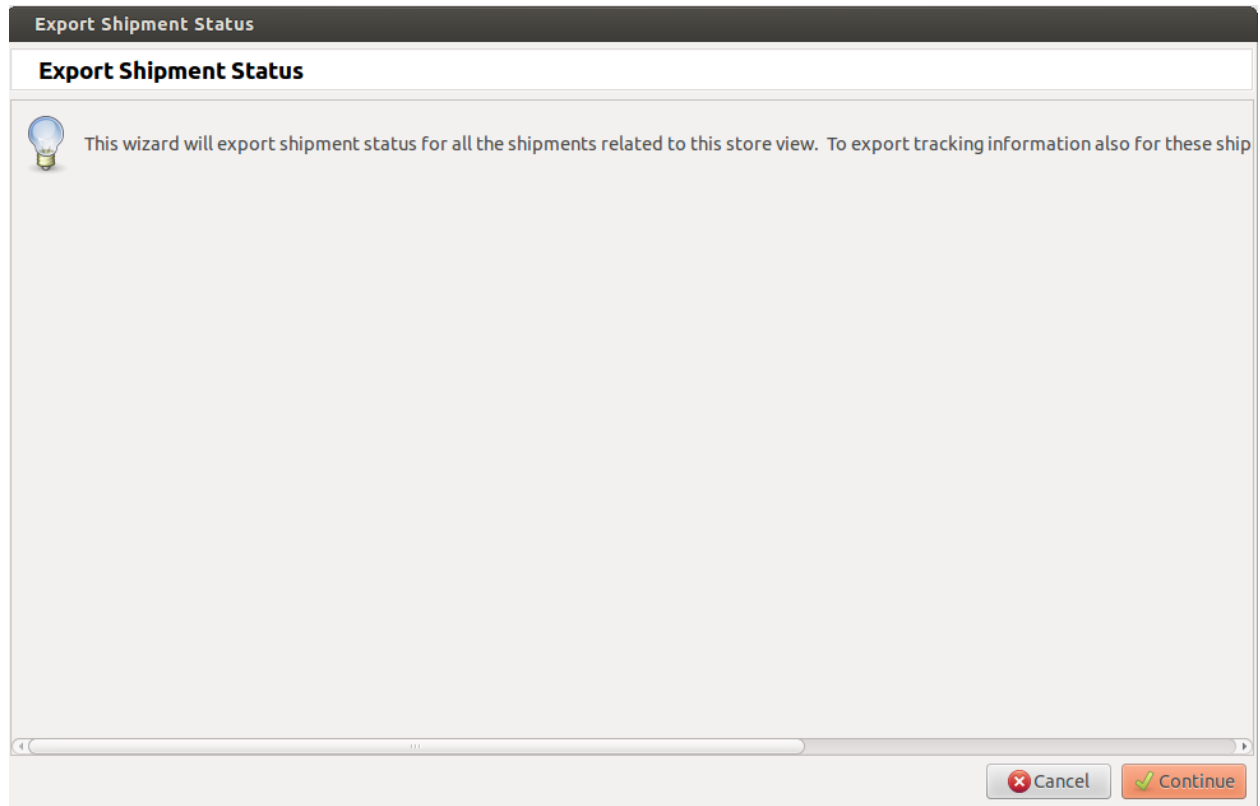 Export Shipment Status
Export Shipment Status
This wizard will export shipment status for all the shipments related to this store view.  To export tracking information also for these ship
Cancel
Continue